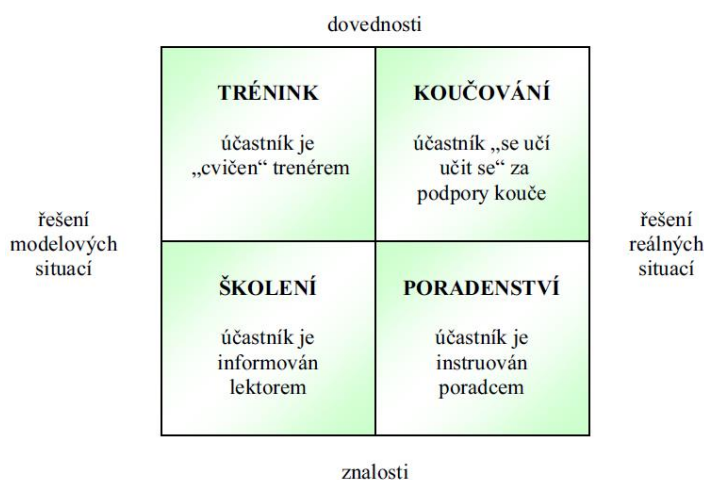 dovednosti
TRÉNINK
účastník je
„cvičen“ trenérem
KOUČOVÁNÍ
účastník „se učí
učit se“ za
podpory kouče
řešení
modelových
situací
řešení
reálných
situací
ŠKOLENÍ
účastník je
informován
lektorem
PORADENSTVÍ
účastník je
instruován
poradcem
znalosti